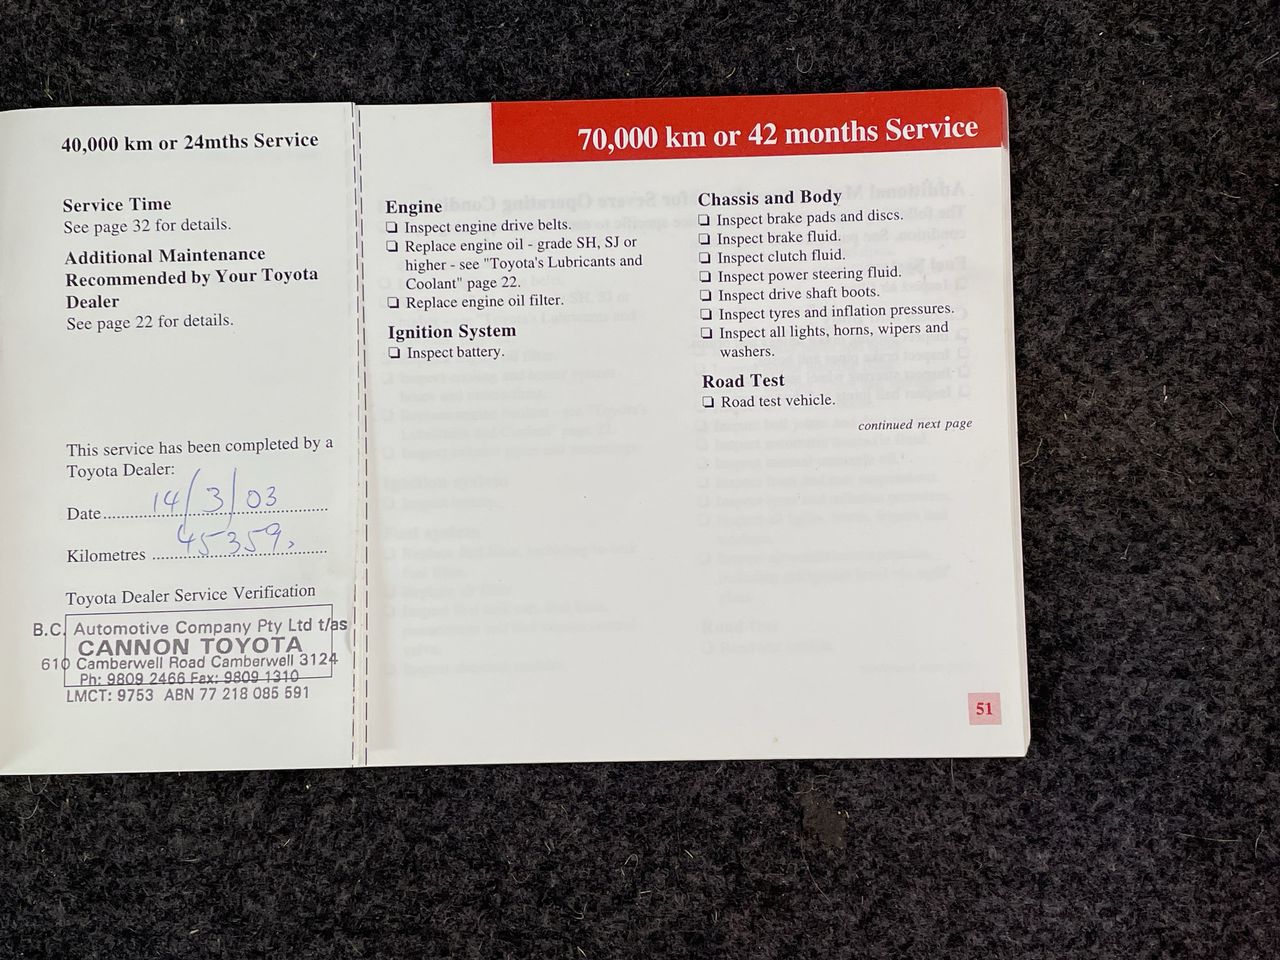 40,000 km or 24mths Service
Service Time
See page 32 for details.
Additional Maintenance
Recommended by Your Toyota
Dealer
See page 22 for details.
This service has been completed by a
Toyota Dealer:
Date 14/3/03
Kilometres 45359,
Toyota Dealer Service Verification
B.C. Automotive Company Pty Ltd t/as
CANNON TOYOTA
610 Camberwell Road Camberwell 3124
Ph: 9809 2466 Fax: 9809 1310
LMCT: 9753 ABN 77 218 085 591
70,000 km or 42 months Service
Engine
❏ Inspect engine drive belts.
❏ Replace engine oil - grade SH, SJ or
higher - see "Toyota's Lubricants and
Coolant" page 22.
❏ Replace engine oil filter.
Ignition System
❏ Inspect battery.
Chassis and Body
❏ Inspect brake pads and discs.
❏ Inspect brake fluid.
❏ Inspect clutch fluid.
❏ Inspect power steering fluid.
❏ Inspect drive shaft boots.
❏ Inspect tyres and inflation pressures.
❏ Inspect all lights, horns, wipers and
washers.
Road Test
❏ Road test vehicle.
continued next page
51